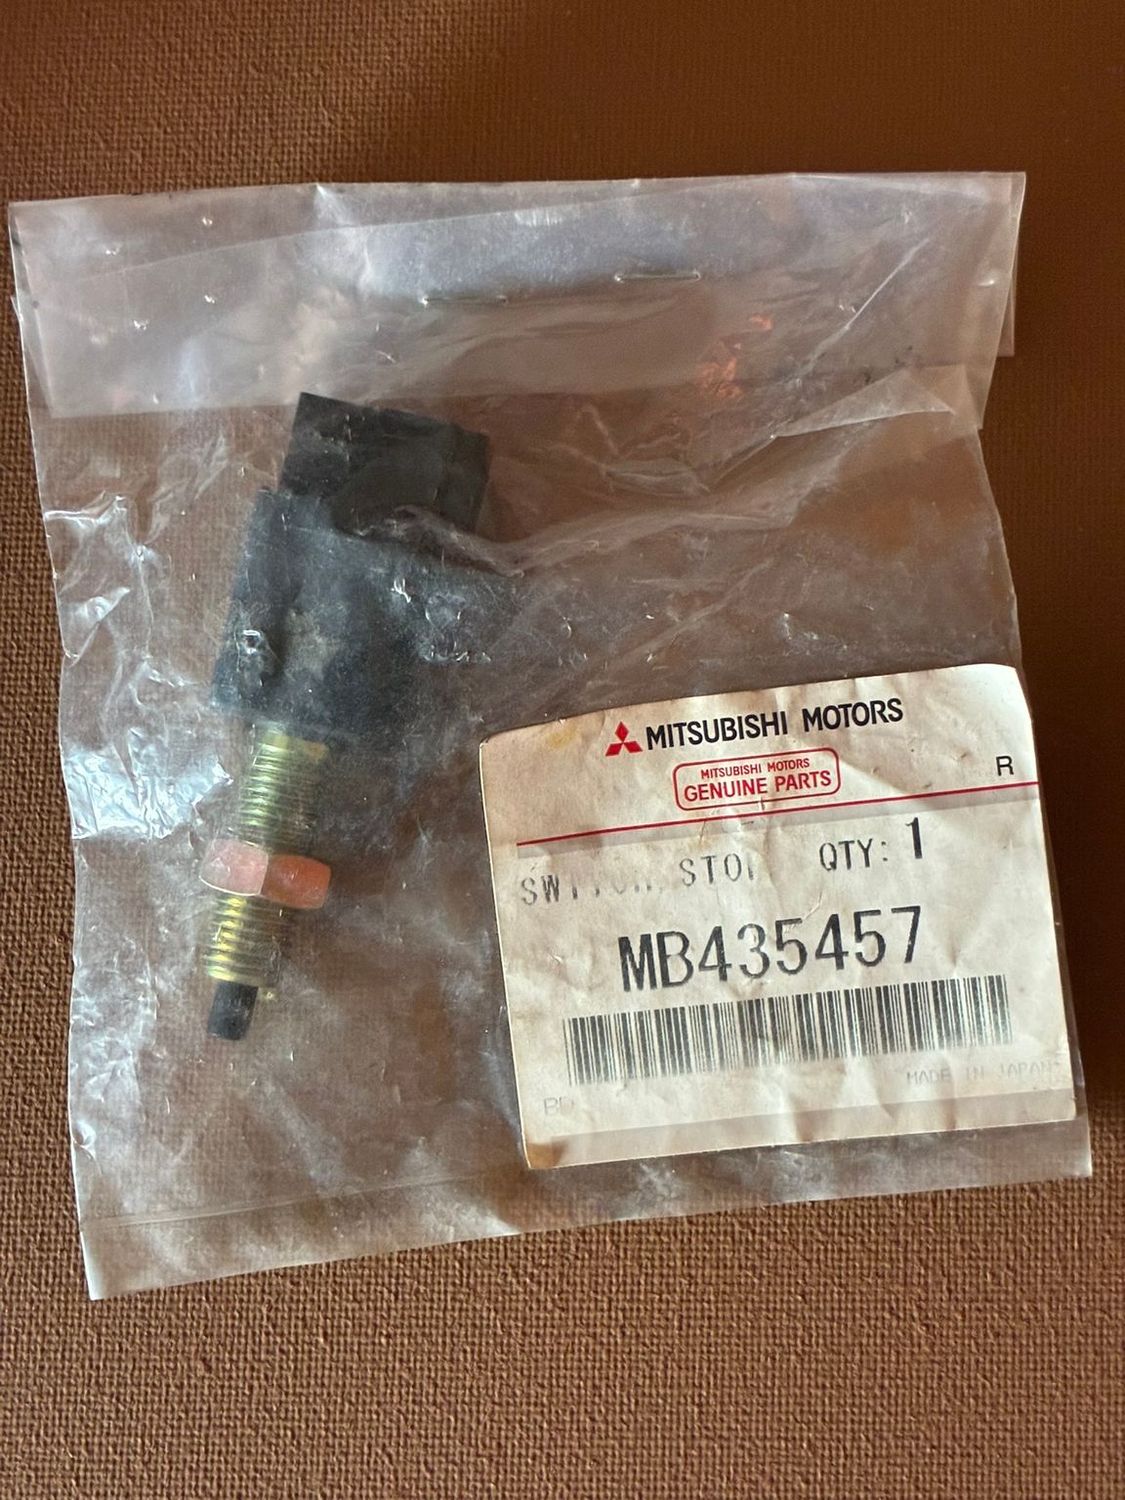 MITSUBISHI MOTORS
MITSUBISHI MOTORS
GENUINE PARTS
R
QTY: 1
MB435457
MADE IN JAPAN